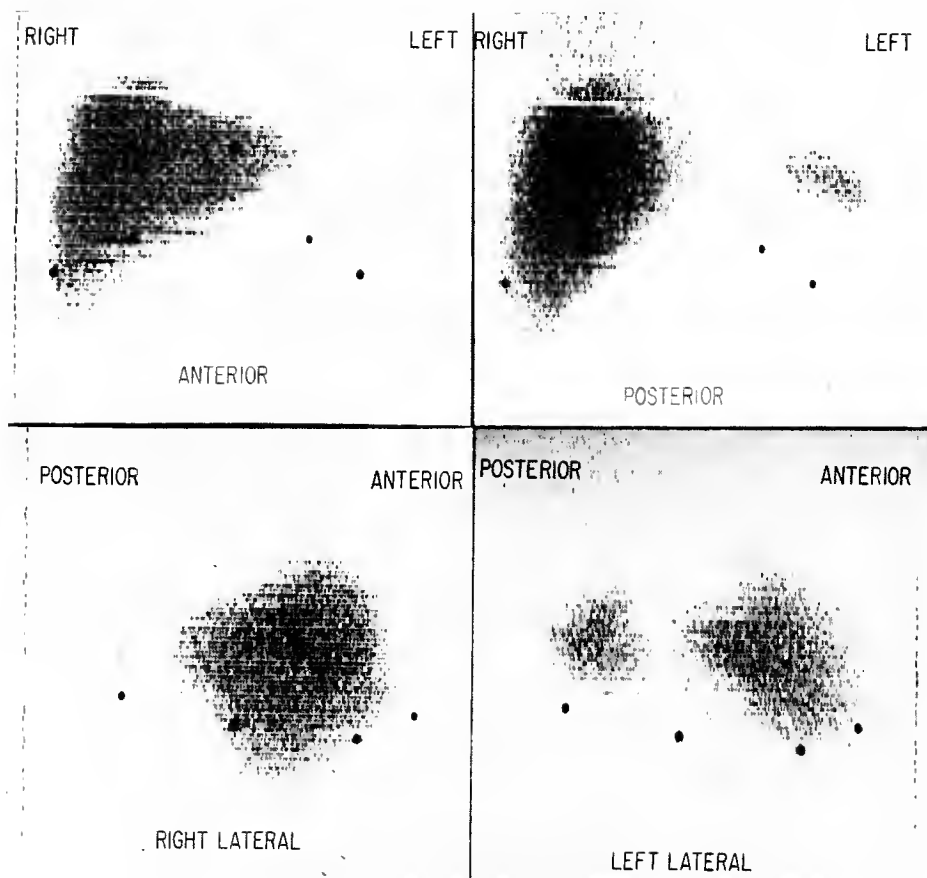 RIGHT LEFT
RIGHT LEFT
ANTERIOR
POSTERIOR
POSTERIOR ANTERIOR
POSTERIOR ANTERIOR
RIGHT LATERAL
LEFT LATERAL